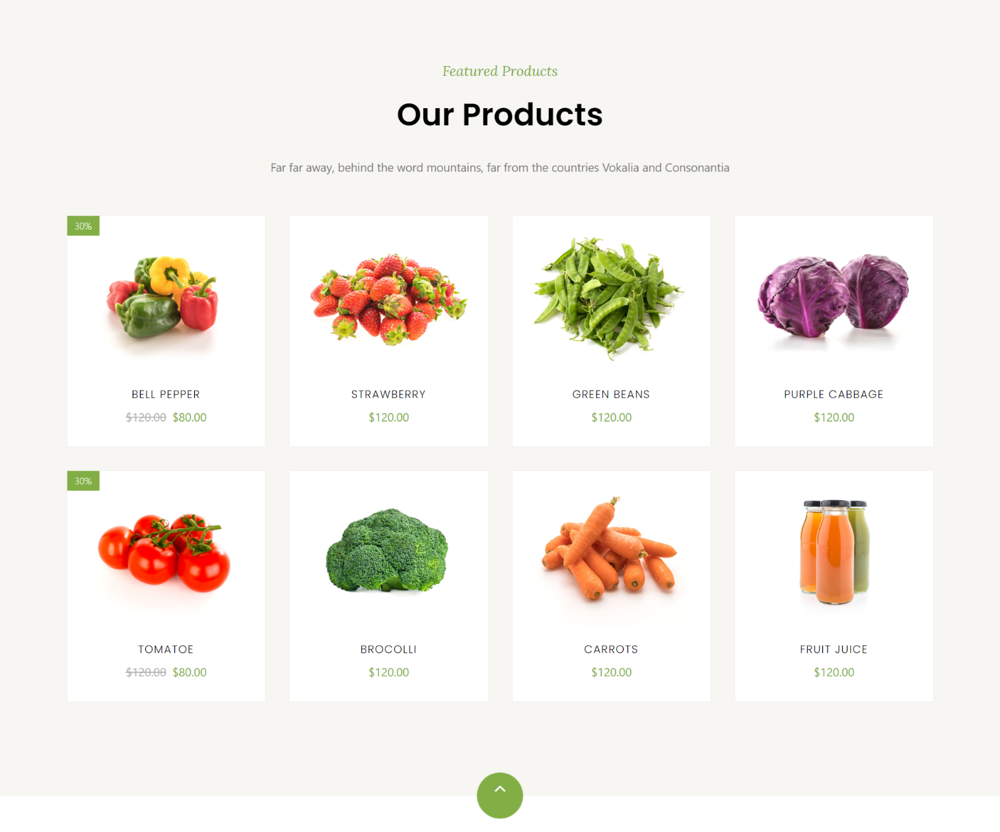 Featured Products
Our Products
Far far away, behind the word mountains, far from the countries Vokalia and Consonantia
30%
BELL PEPPER
$120.00 $80.00
STRAWBERRY
$120.00
GREEN BEANS
$120.00
PURPLE CABBAGE
$120.00
30%
TOMATOE
$120.00 $80.00
BROCOLLI
$120.00
CARROTS
$120.00
FRUIT JUICE
$120.00